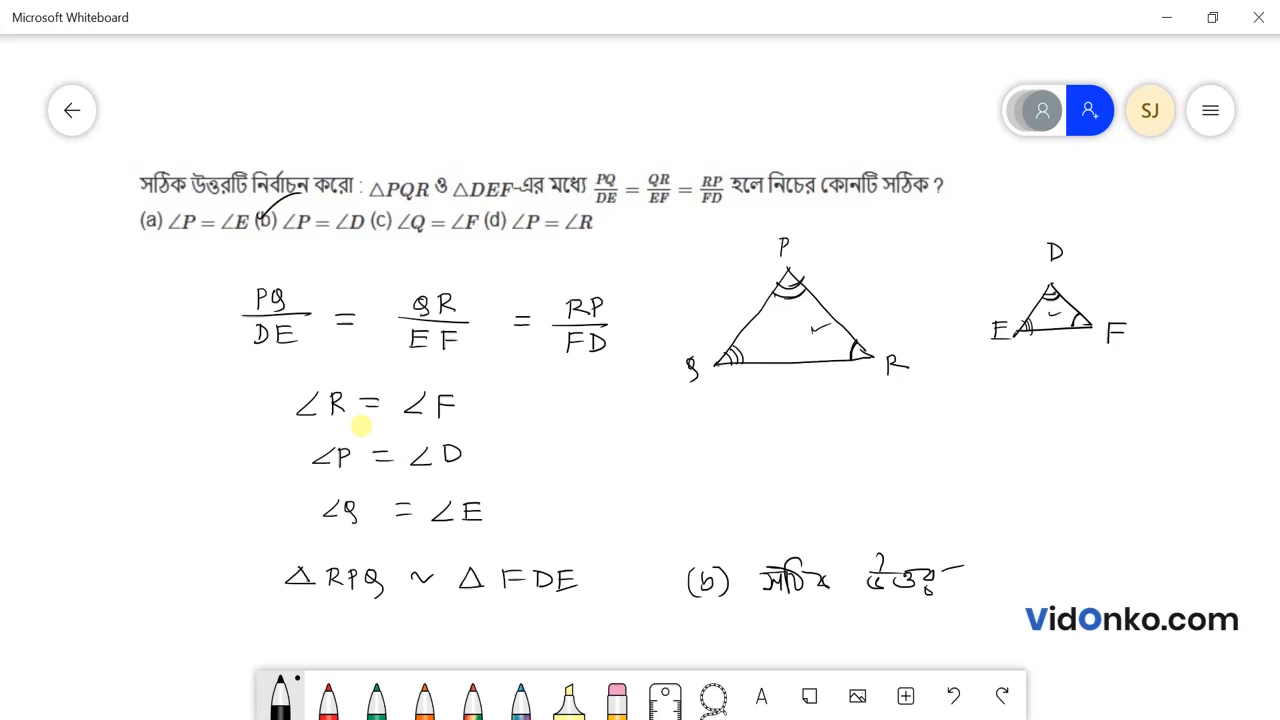 Microsoft Whiteboard
SJ
সঠিক উত্তরটি নির্বাচন করো : △PQR ও △DEF-এর মধ্যে PQ/DE = QR/EF = RP/FD হলে নিচের কোনটি সঠিক ?
(a) ∠P = ∠E (b) ∠P = ∠D (c) ∠Q = ∠F (d) ∠P = ∠R
P
D
PQ/DE = QR/EF = RP/FD
E F
Q R
∠R = ∠F
∠P = ∠D
∠Q = ∠E
△RPQ ~ △FDE
(b) সঠিক উত্তর
VidOnko.com
A